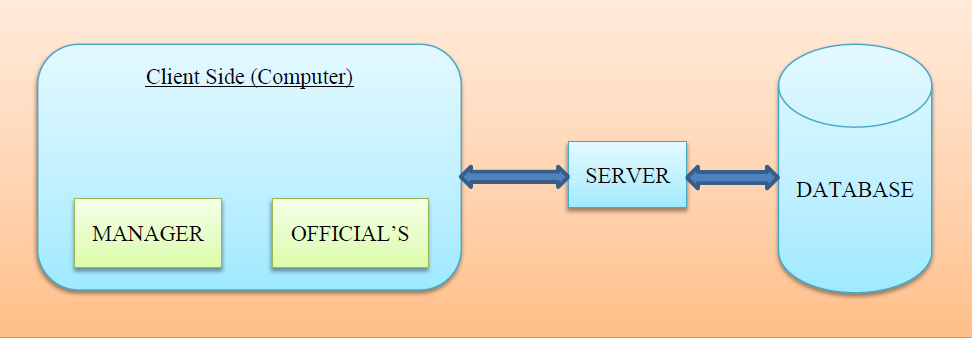 Client Side (Computer)
MANAGER
OFFICIAL’S
SERVER
DATABASE